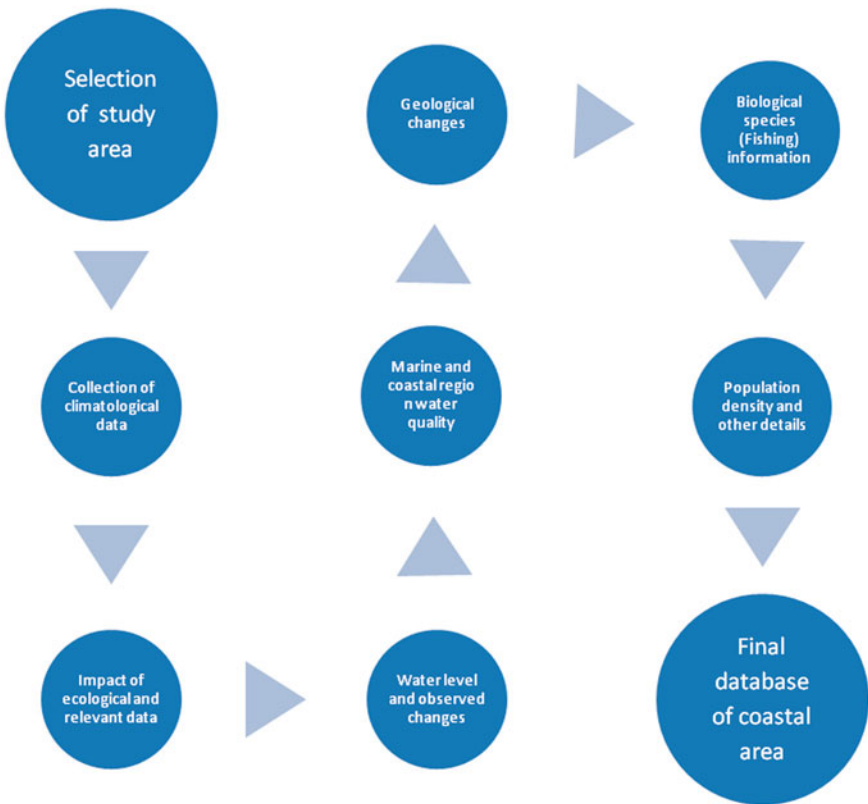 Selection
of study
area
Collection of
climatological
data
Impact of
ecological and
relevant data
Water level
and observed
changes
Marine and
coastal regio
n water
quality
Geological
changes
Biological
species
(Fishing)
information
Population
density and
other details
Final
database
of coastal
area